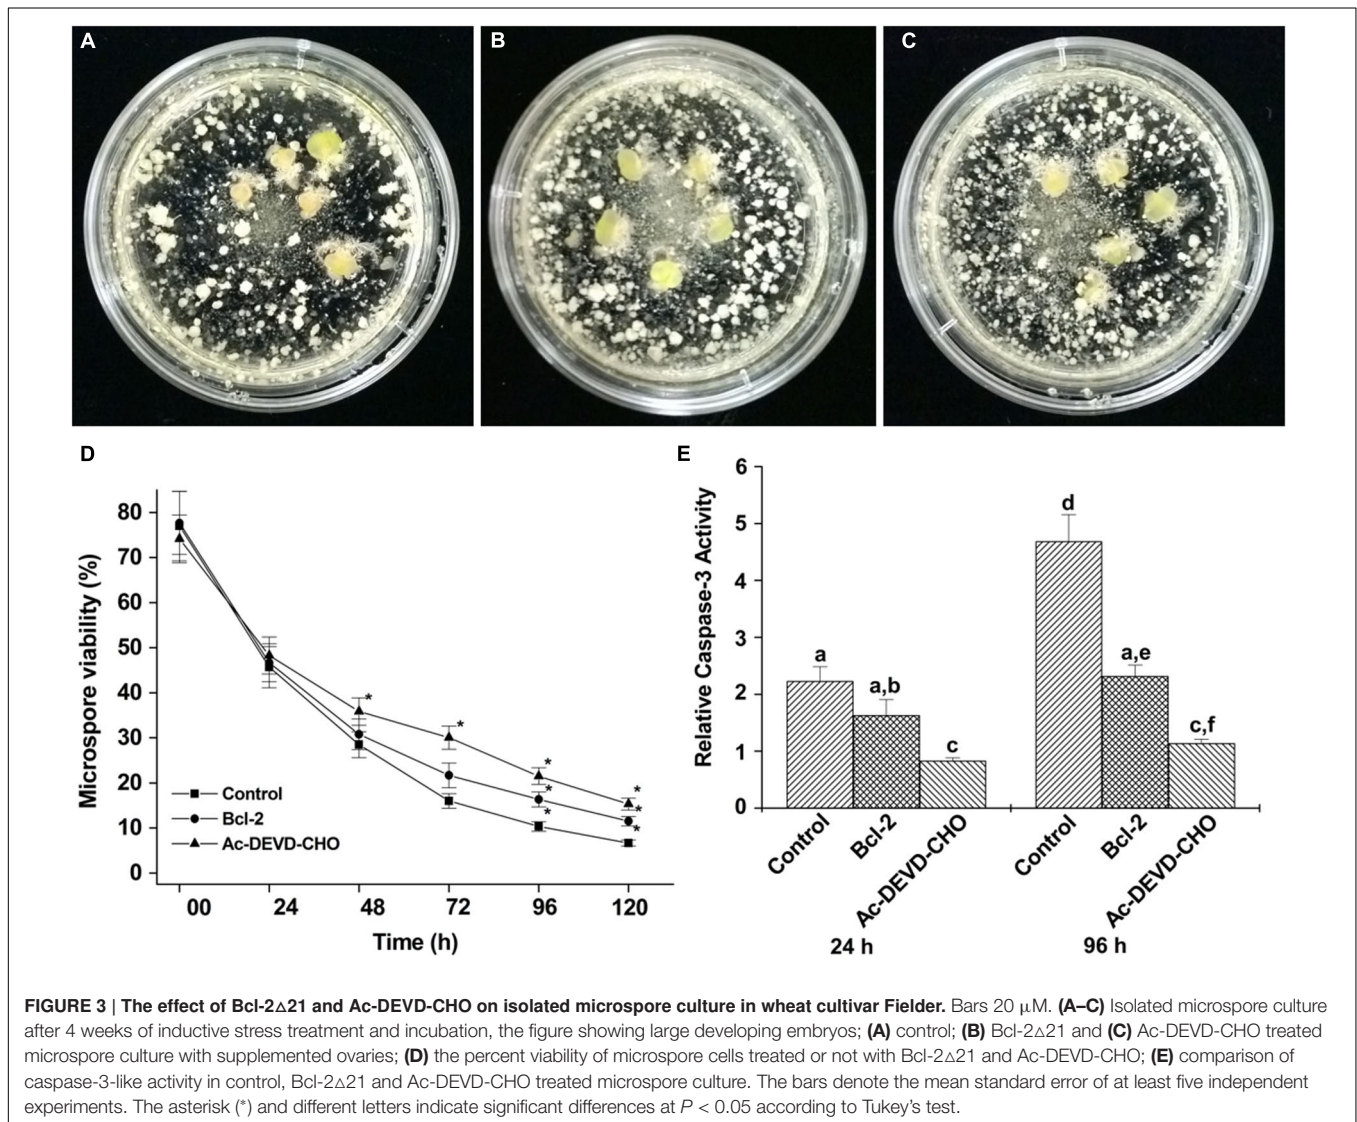 A
B
C
D
80
70
60
50
40
30
20
10
0
Microspore viability (%)
*
*
*
*
*
*
*
*
Control
Bcl-2
Ac-DEVD-CHO
00 24 48 72 96 120
Time (h)
E
6
5
4
3
2
1
0
Relative Caspase-3 Activity
a
a,b
c
d
a,e
c,f
Control
Bcl-2
Ac-DEVD-CHO
Control
Bcl-2
Ac-DEVD-CHO
24 h
96 h
FIGURE 3 | The effect of Bcl-2△21 and Ac-DEVD-CHO on isolated microspore culture in wheat cultivar Fielder. Bars 20 μM. (A–C) Isolated microspore culture
after 4 weeks of inductive stress treatment and incubation, the figure showing large developing embryos; (A) control; (B) Bcl-2△21 and (C) Ac-DEVD-CHO treated
microspore culture with supplemented ovaries; (D) the percent viability of microspore cells treated or not with Bcl-2△21 and Ac-DEVD-CHO; (E) comparison of
caspase-3-like activity in control, Bcl-2△21 and Ac-DEVD-CHO treated microspore culture. The bars denote the mean standard error of at least five independent
experiments. The asterisk (*) and different letters indicate significant differences at P < 0.05 according to Tukey's test.